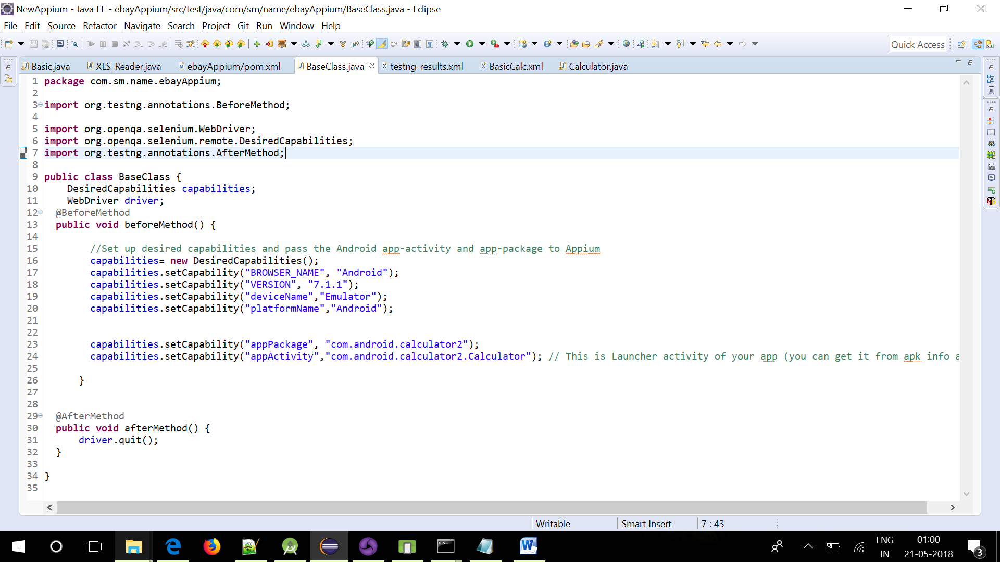 NewAppium - Java EE - ebayAppium/src/test/java/com/sm/name/ebayAppium/BaseClass.java - Eclipse
File Edit Source Refactor Navigate Search Project Git Run Window Help
Quick Access
Basic.java XLS_Reader.java ebayAppium/pom.xml BaseClass.java testng-results.xml BasicCalc.xml Calculator.java
1 package com.sm.name.ebayAppium;
2
3 import org.testng.annotations.BeforeMethod;
4
5 import org.openqa.selenium.WebDriver;
6 import org.openqa.selenium.remote.DesiredCapabilities;
7 import org.testng.annotations.AfterMethod;
8
9 public class BaseClass {
10 DesiredCapabilities capabilities;
11 WebDriver driver;
12 @BeforeMethod
13 public void beforeMethod() {
14
15 //Set up desired capabilities and pass the Android app-activity and app-package to Appium
16 capabilities= new DesiredCapabilities();
17 capabilities.setCapability("BROWSER_NAME", "Android");
18 capabilities.setCapability("VERSION", "7.1.1");
19 capabilities.setCapability("deviceName","Emulator");
20 capabilities.setCapability("platformName","Android");
21
22
23 capabilities.setCapability("appPackage", "com.android.calculator2");
24 capabilities.setCapability("appActivity","com.android.calculator2.Calculator"); // This is Launcher activity of your app (you can get it from apk info a
25
26 }
27
28
29 @AfterMethod
30 public void afterMethod() {
31 driver.quit();
32 }
33
34 }
35
Writable Smart Insert 7 : 43
ENG 01:00
IN 21-05-2018 3